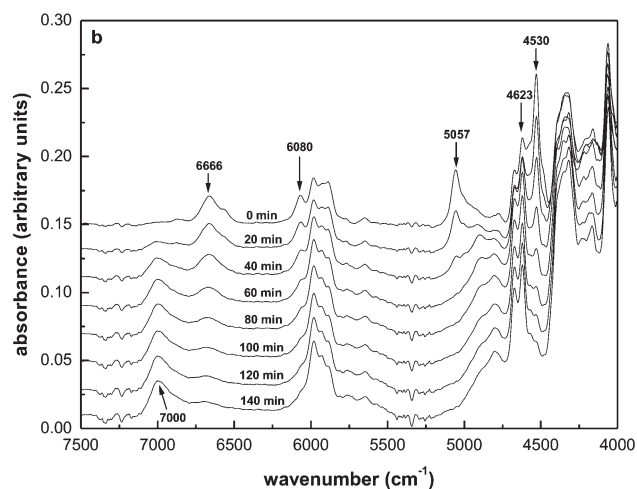 b
0.30
0.25
0.20
0.15
0.10
0.05
0.00
absorbance (arbitrary units)
4530
4623
5057
6080
6666
0 min
20 min
40 min
60 min
80 min
100 min
120 min
140 min
7000
7500 7000 6500 6000 5500 5000 4500 4000
wavenumber (cm⁻¹)